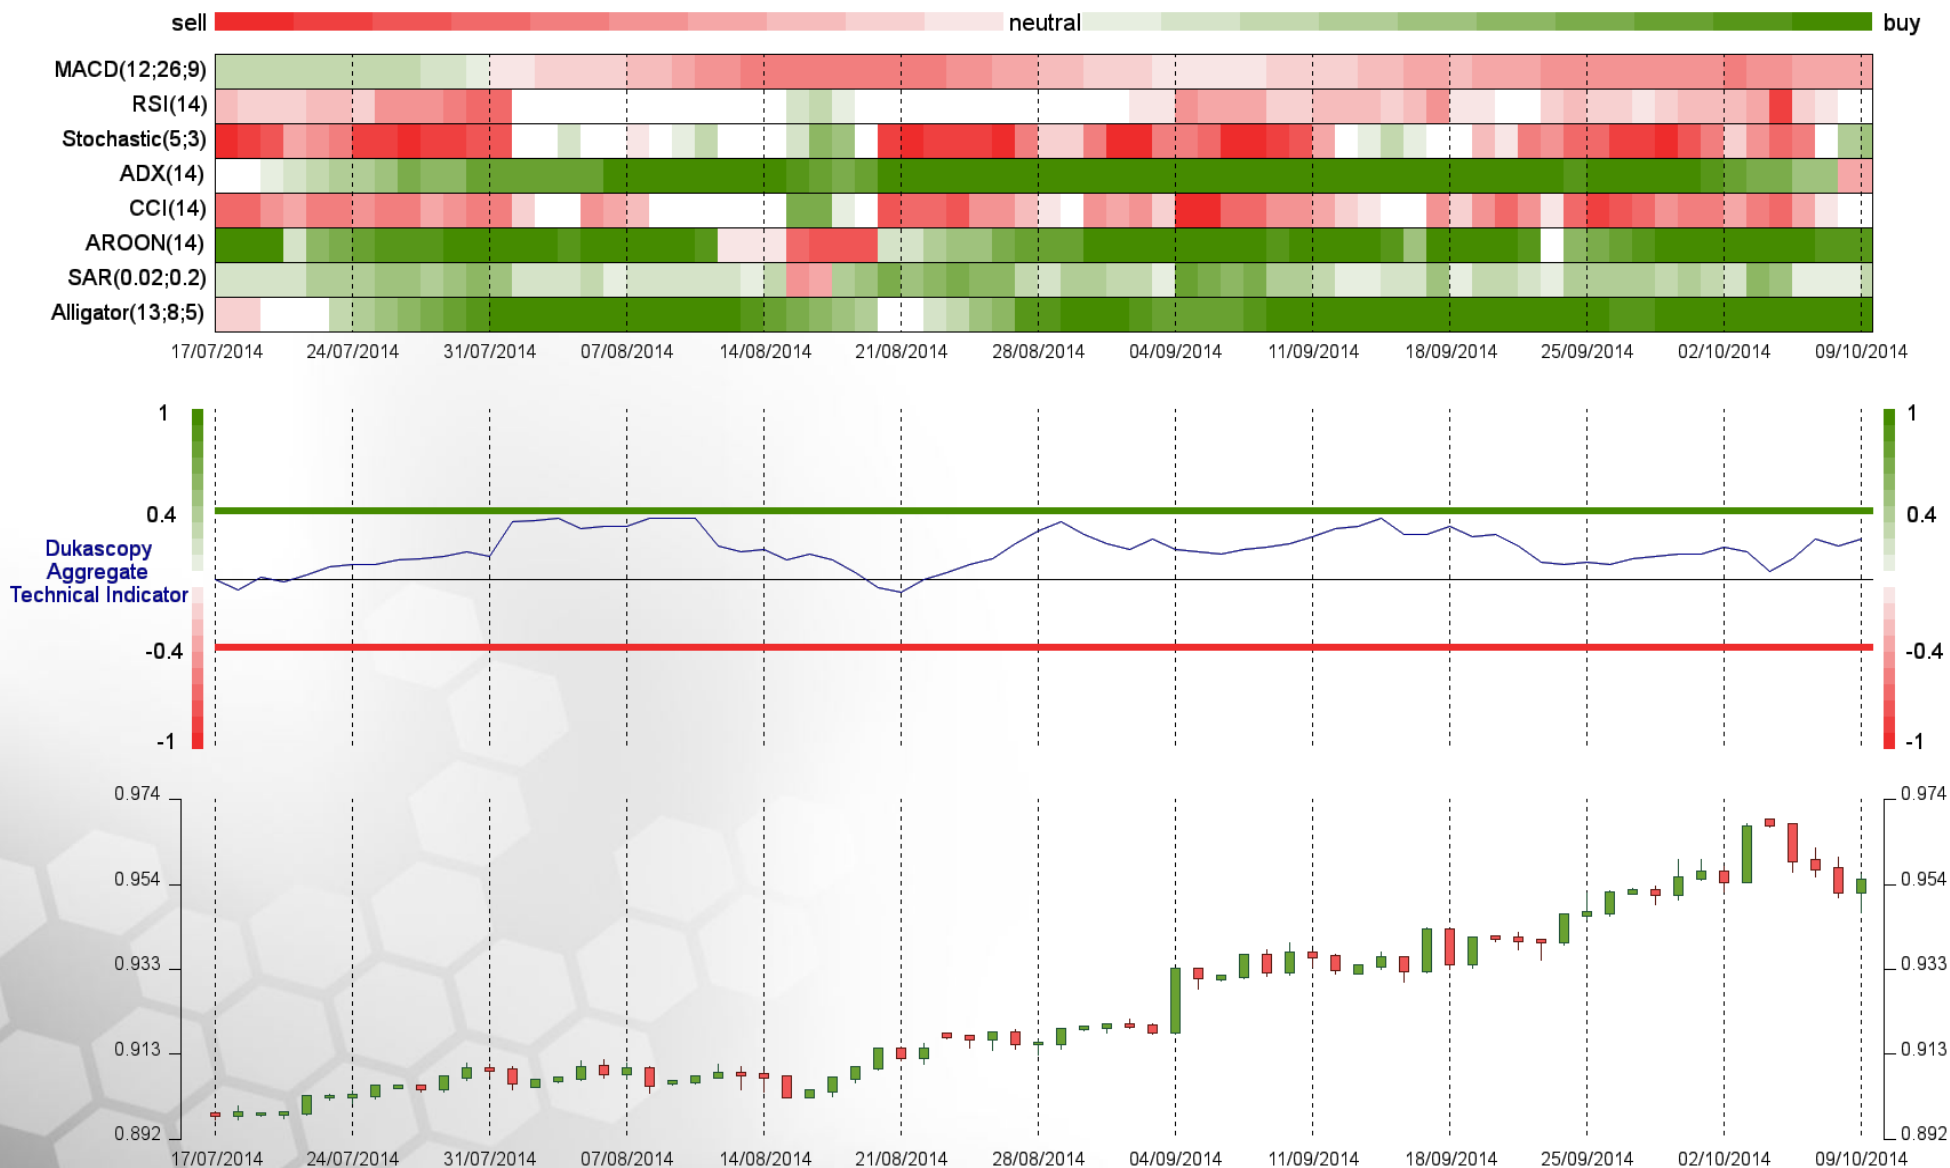 sell neutral buy
MACD(12;26;9)
RSI(14)
Stochastic(5;3)
ADX(14)
CCI(14)
AROON(14)
SAR(0.02;0.2)
Alligator(13;8;5)
17/07/2014 24/07/2014 31/07/2014 07/08/2014 14/08/2014 21/08/2014 28/08/2014 04/09/2014 11/09/2014 18/09/2014 25/09/2014 02/10/2014 09/10/2014
1 1
0.4 0.4
Dukascopy
Aggregate
Technical Indicator
-0.4 -0.4
-1 -1
0.974 0.974
0.954 0.954
0.933 0.933
0.913 0.913
0.892 0.892
17/07/2014 24/07/2014 31/07/2014 07/08/2014 14/08/2014 21/08/2014 28/08/2014 04/09/2014 11/09/2014 18/09/2014 25/09/2014 02/10/2014 09/10/2014